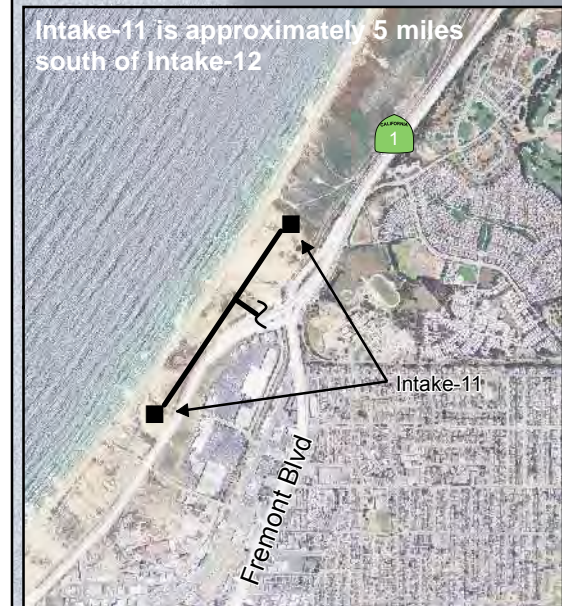 Intake-11 is approximately 5 miles
south of Intake-12
CALIFORNIA
1
Intake-11
Fremont Blvd